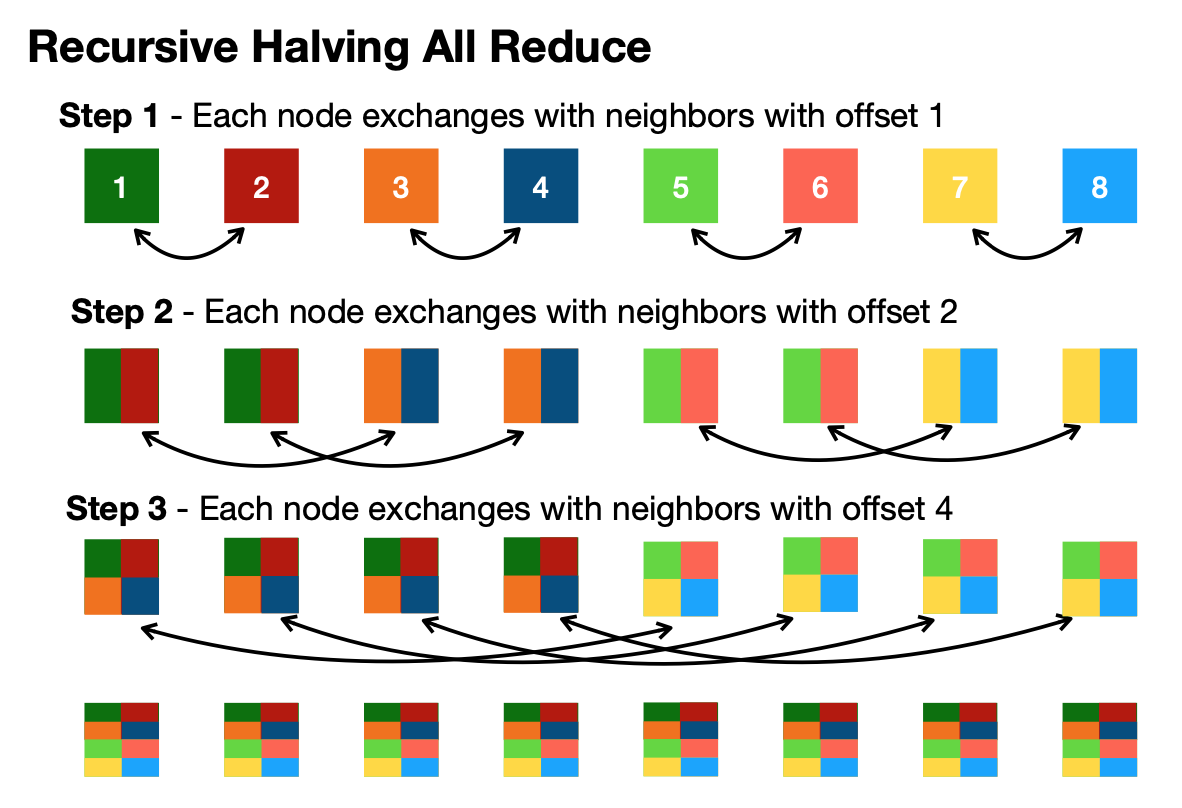 Recursive Halving All Reduce
Step 1 - Each node exchanges with neighbors with offset 1
1 2 3 4 5 6 7 8
Step 2 - Each node exchanges with neighbors with offset 2
Step 3 - Each node exchanges with neighbors with offset 4